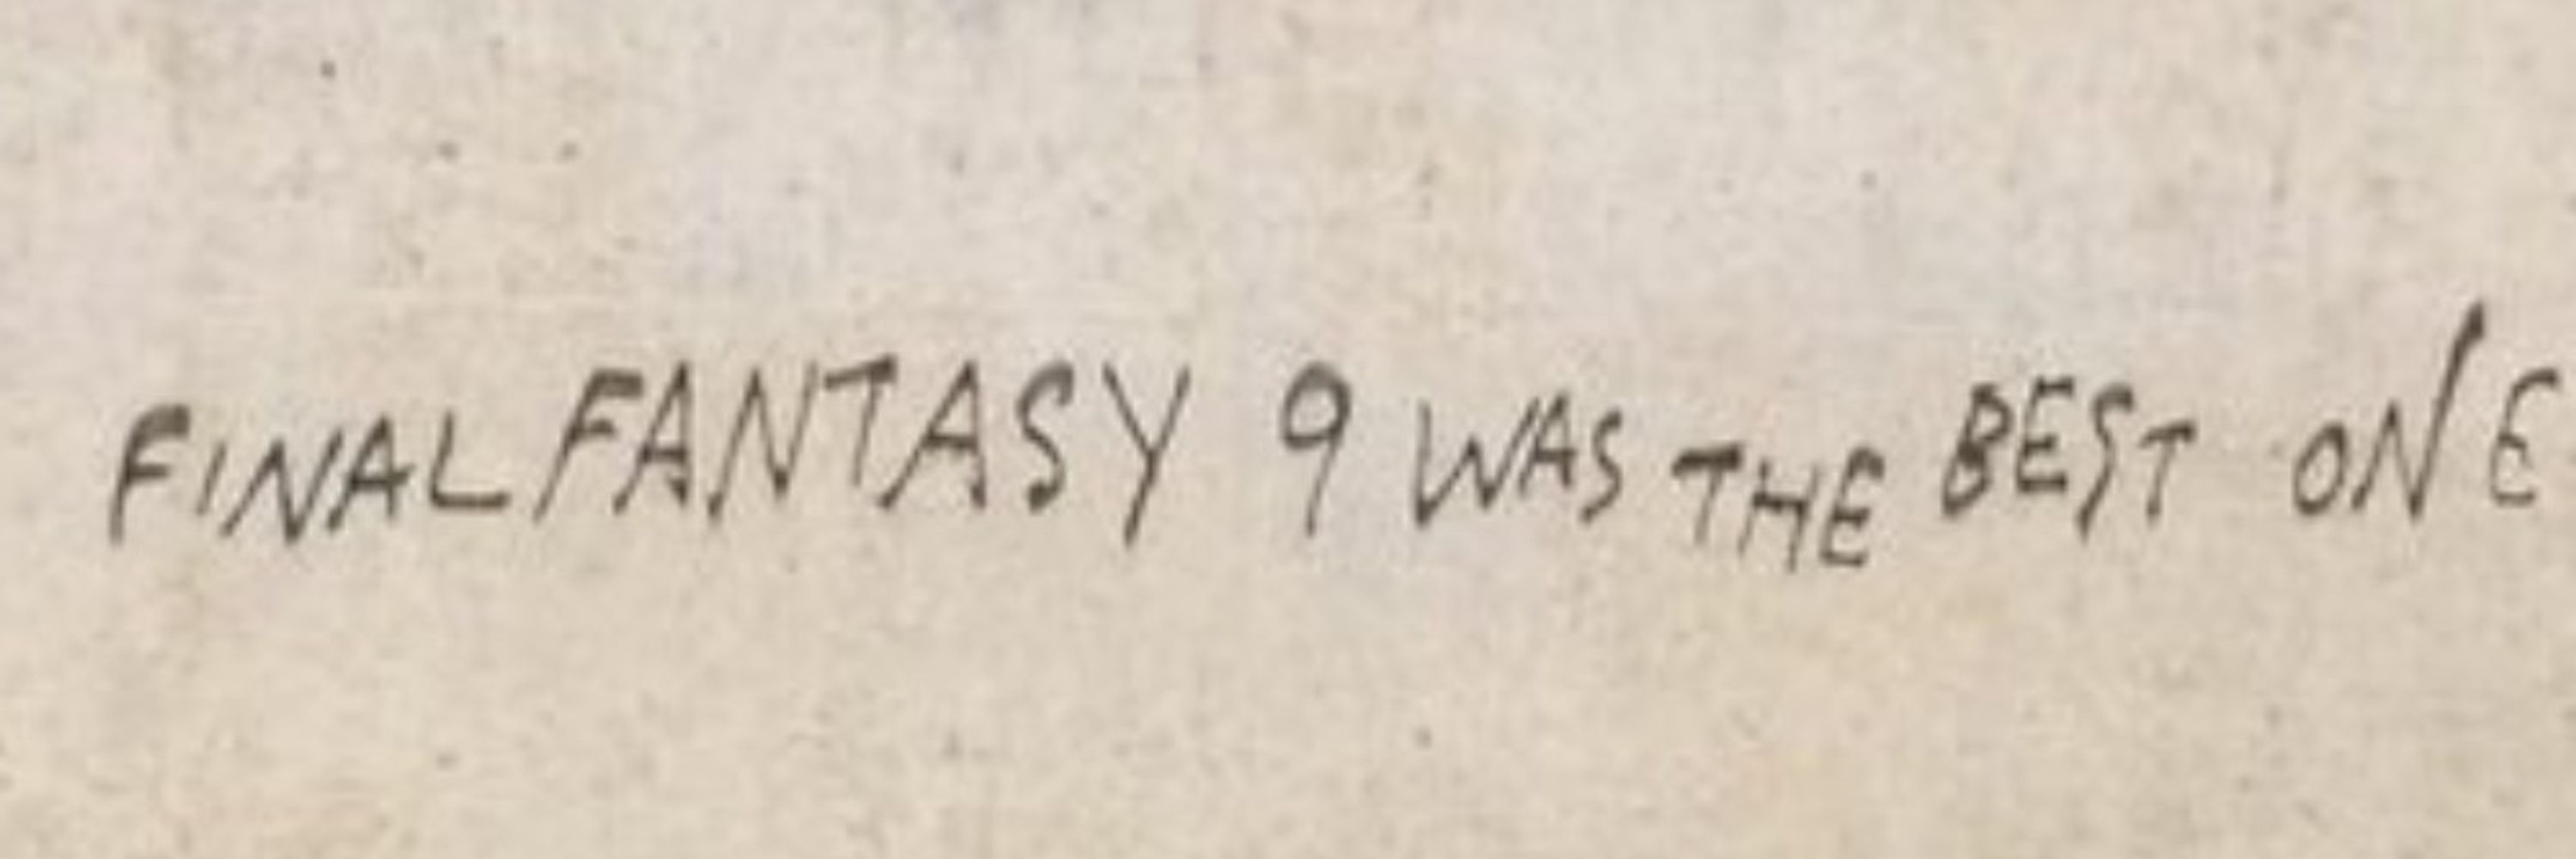 FINAL FANTASY 9 WAS THE BEST ONE